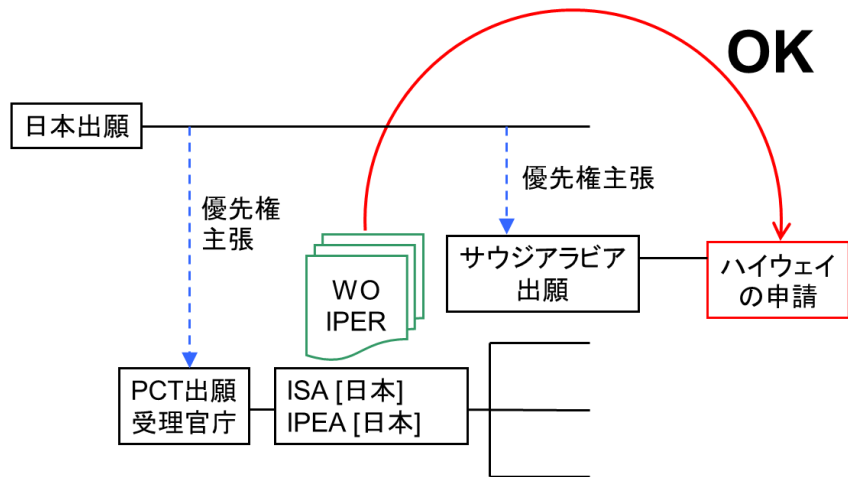 OK
日本出願
優先権
主張
優先権主張
WO
IPER
サウジアラビア
出願
ハイウェイ
の申請
PCT出願
受理官庁
ISA [日本]
IPEA [日本]